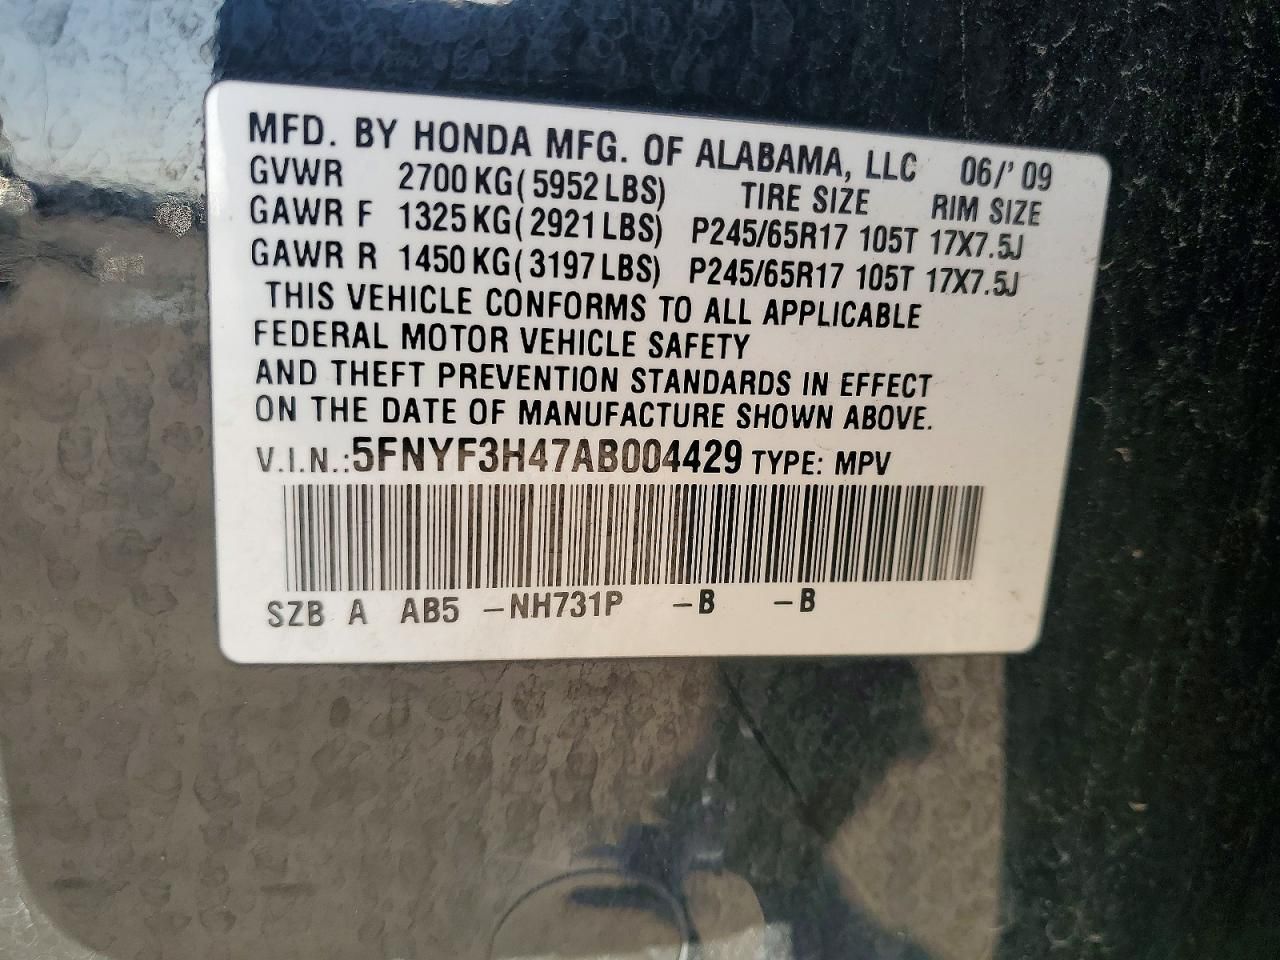 MFD. BY HONDA MFG. OF ALABAMA, LLC 06/'09
GVWR 2700 KG( 5952 LBS) TIRE SIZE RIM SIZE
GAWR F 1325 KG( 2921 LBS) P245/65R17 105T 17X7.5J
GAWR R 1450 KG( 3197 LBS) P245/65R17 105T 17X7.5J
THIS VEHICLE CONFORMS TO ALL APPLICABLE
FEDERAL MOTOR VEHICLE SAFETY
AND THEFT PREVENTION STANDARDS IN EFFECT
ON THE DATE OF MANUFACTURE SHOWN ABOVE.
V.I.N.: 5FNYF3H47AB004429 TYPE: MPV
SZB A AB5 -NH731P -B -B